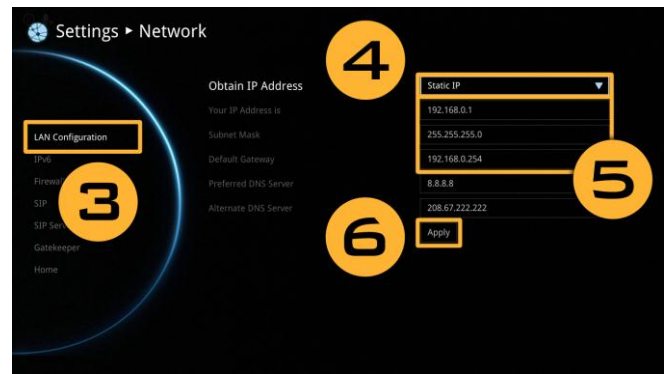 Settings ▸ Network
4
Obtain IP Address
Static IP
Your IP Address is
192.168.0.1
LAN Configuration
Subnet Mask
255.255.255.0
IPv6
Default Gateway
192.168.0.254
3
5
Preferred DNS Server
8.8.8.8
SIP
Alternate DNS Server
208.67.222.222
6
Apply
Gatekeeper
Home